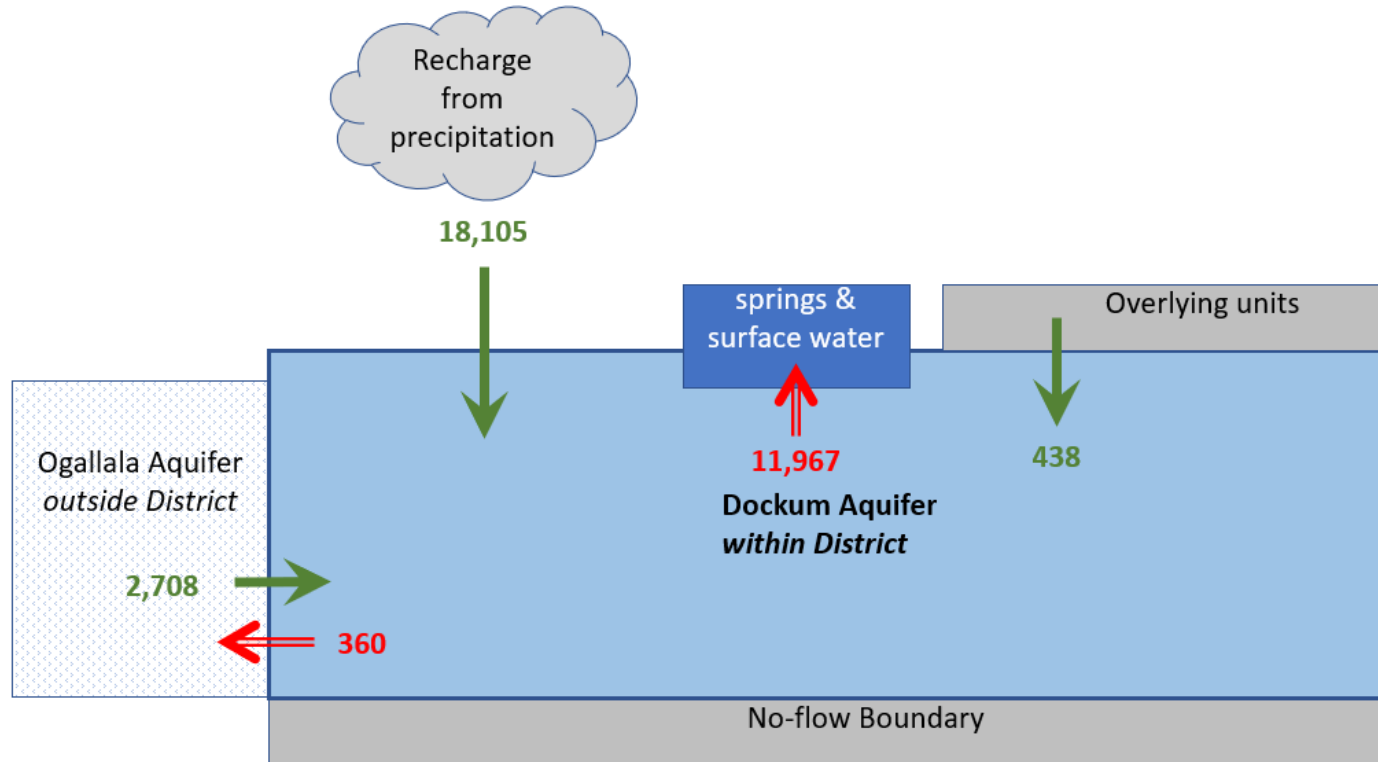 Recharge
from
precipitation
18,105
springs &
surface water
Overlying units
11,967
438
Ogallala Aquifer
outside District
Dockum Aquifer
within District
2,708
360
No-flow Boundary